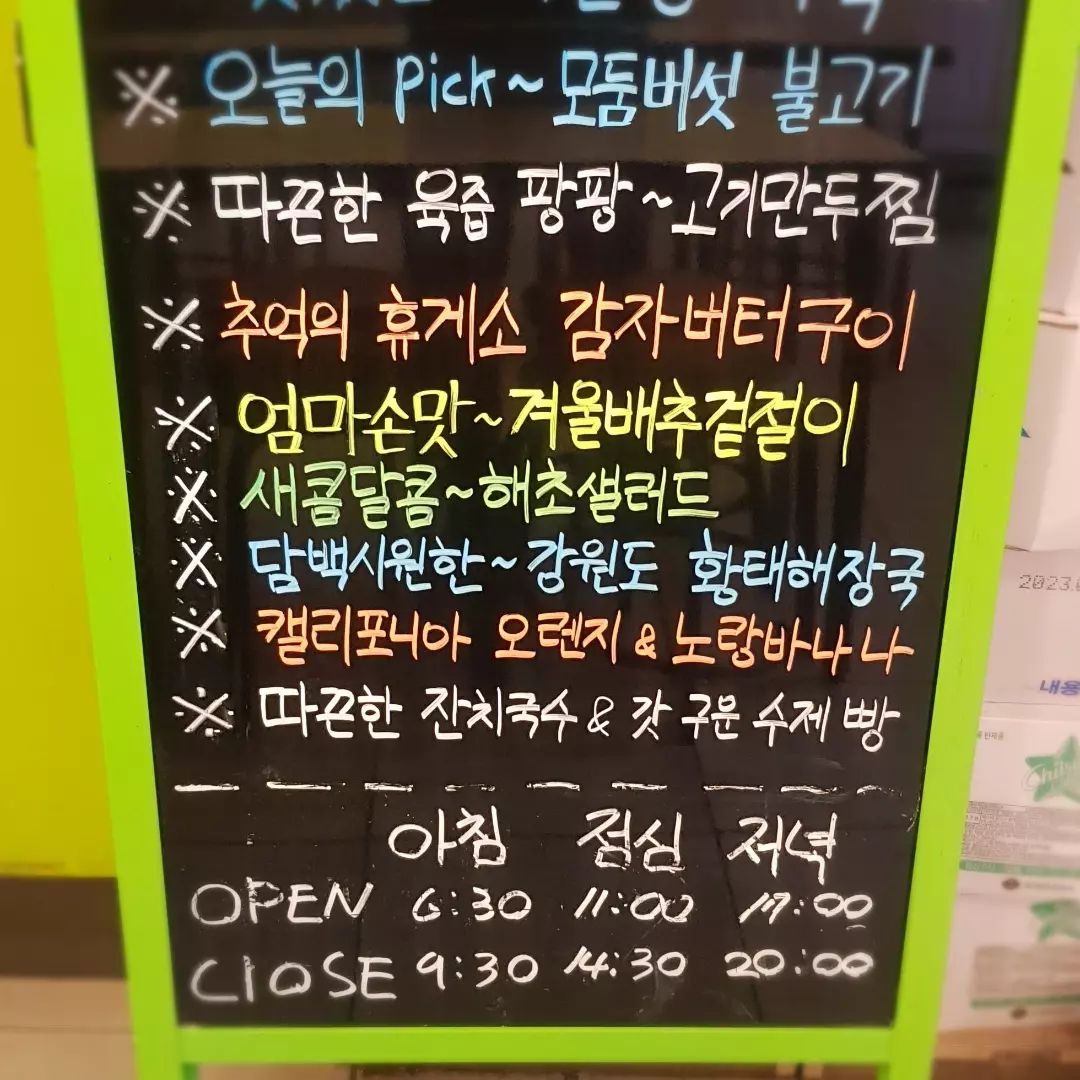 ※ 오늘의 Pick~모둠버섯 불고기
※ 따끈한 육즙 팡팡~고기만두찜
※ 추억의 휴게소 감자버터구이
※ 엄마손맛~겨울배추겉절이
※ 새콤달콤~해초샐러드
※ 담백시원한~강원도 황태해장국
※ 캘리포니아 오렌지 & 노랑바나나
※ 따끈한 잔치국수 & 갓 구운 수제 빵
아침 점심 저녁
OPEN 6:30 11:00 17:00
ClOSE 9:30 14:30 20:00
2023.
내용